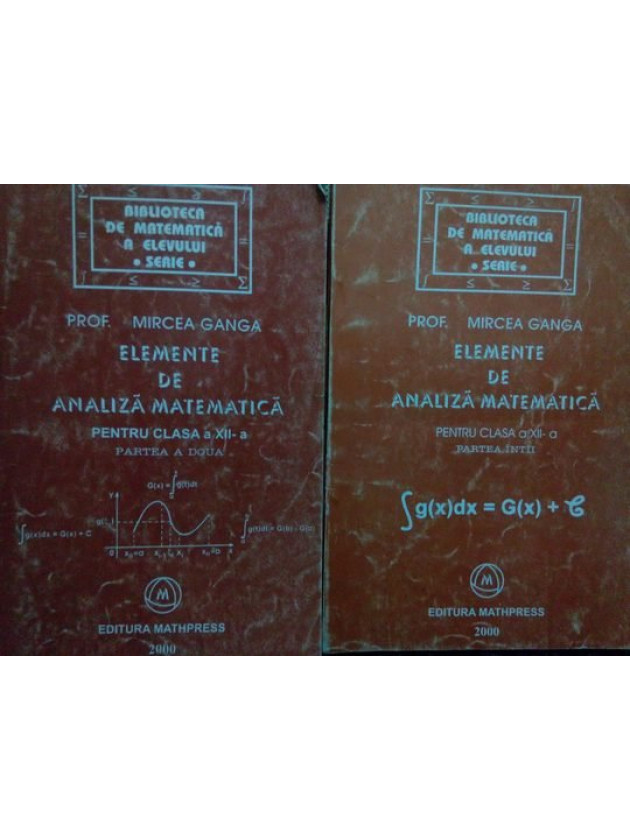 BIBLIOTECA
DE MATEMATICĂ
A ELEVULUI
• SERIE •
PROF. MIRCEA GANGA
ELEMENTE
DE
ANALIZĂ MATEMATICĂ
PENTRU CLASA a XII-a
PARTEA A DOUA
∫g(x)dx = G(x) + C
EDITURA MATHPRESS
2000
BIBLIOTECA
DE MATEMATICĂ
A ELEVULUI
• SERIE •
PROF. MIRCEA GANGA
ELEMENTE
DE
ANALIZĂ MATEMATICĂ
PENTRU CLASA a XII-a
PARTEA ÎNTÎI
∫g(x)dx = G(x) + C
M
EDITURA MATHPRESS
2000